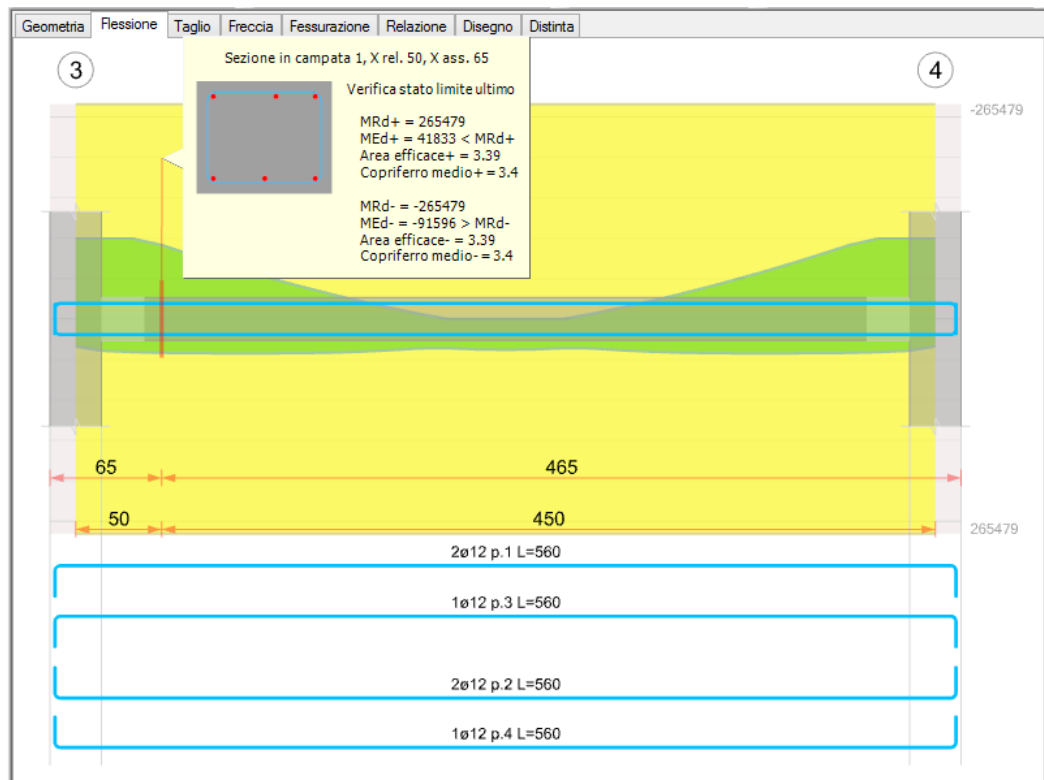 Geometria Flessione Taglio Freccia Fessurazione Relazione Disegno Distinta
Sezione in campata 1, X rel. 50, X ass. 65
3
4
Verifica stato limite ultimo
-265479
MRd+ = 265479
MEd+ = 41833 < MRd+
Area efficace+ = 3.39
Copriferro medio+ = 3.4
MRd- = -265479
MEd- = -91596 > MRd-
Area efficace- = 3.39
Copriferro medio- = 3.4
65
465
50
450
265479
2ø12 p.1 L=560
1ø12 p.3 L=560
2ø12 p.2 L=560
1ø12 p.4 L=560